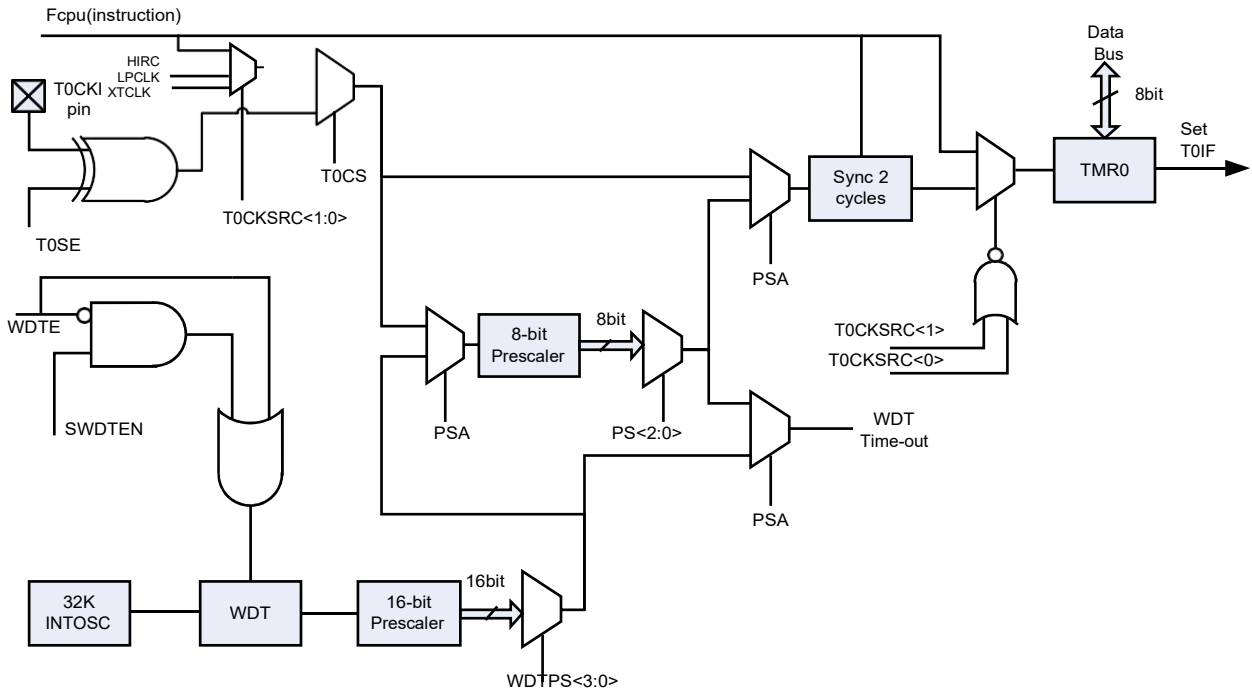 Fcpu(instruction)
HIRC
LPCLK
XTCLK
T0CKI
pin
T0SE
T0CKSRC<1:0>
T0CS
Data
Bus
8bit
Set
T0IF
TMR0
Sync 2
cycles
PSA
T0CKSRC<1>
T0CKSRC<0>
WDTE
SWDTEN
8-bit
Prescaler
8bit
PSA
PS<2:0>
WDT
Time-out
PSA
32K
INTOSC
WDT
16-bit
Prescaler
16bit
WDTPS<3:0>